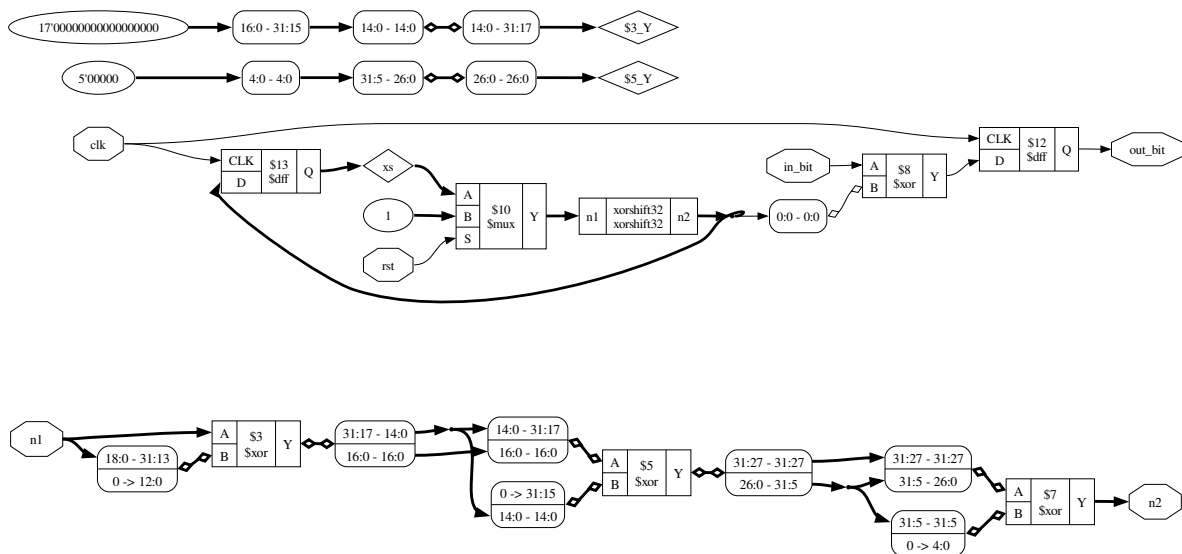 17'00000000000000000 16:0 - 31:15 14:0 - 14:0 14:0 - 31:17 $3_Y
5'00000 4:0 - 4:0 31:5 - 26:0 26:0 - 26:0 $5_Y
clk
CLK
D
$13
$dff
Q
xs
1
rst
A
B
S
$10
$mux
Y
n1
xorshift32
xorshift32
n2
0:0 - 0:0
in_bit
A
B
$8
$xor
Y
CLK
D
$12
$dff
Q
out_bit
n1
18:0 - 31:13
0 -> 12:0
A
B
$3
$xor
Y
31:17 - 14:0
16:0 - 16:0
14:0 - 31:17
16:0 - 16:0
0 -> 31:15
14:0 - 14:0
A
B
$5
$xor
Y
31:27 - 31:27
26:0 - 31:5
31:27 - 31:27
31:5 - 26:0
31:5 - 31:5
0 -> 4:0
A
B
$7
$xor
Y
n2